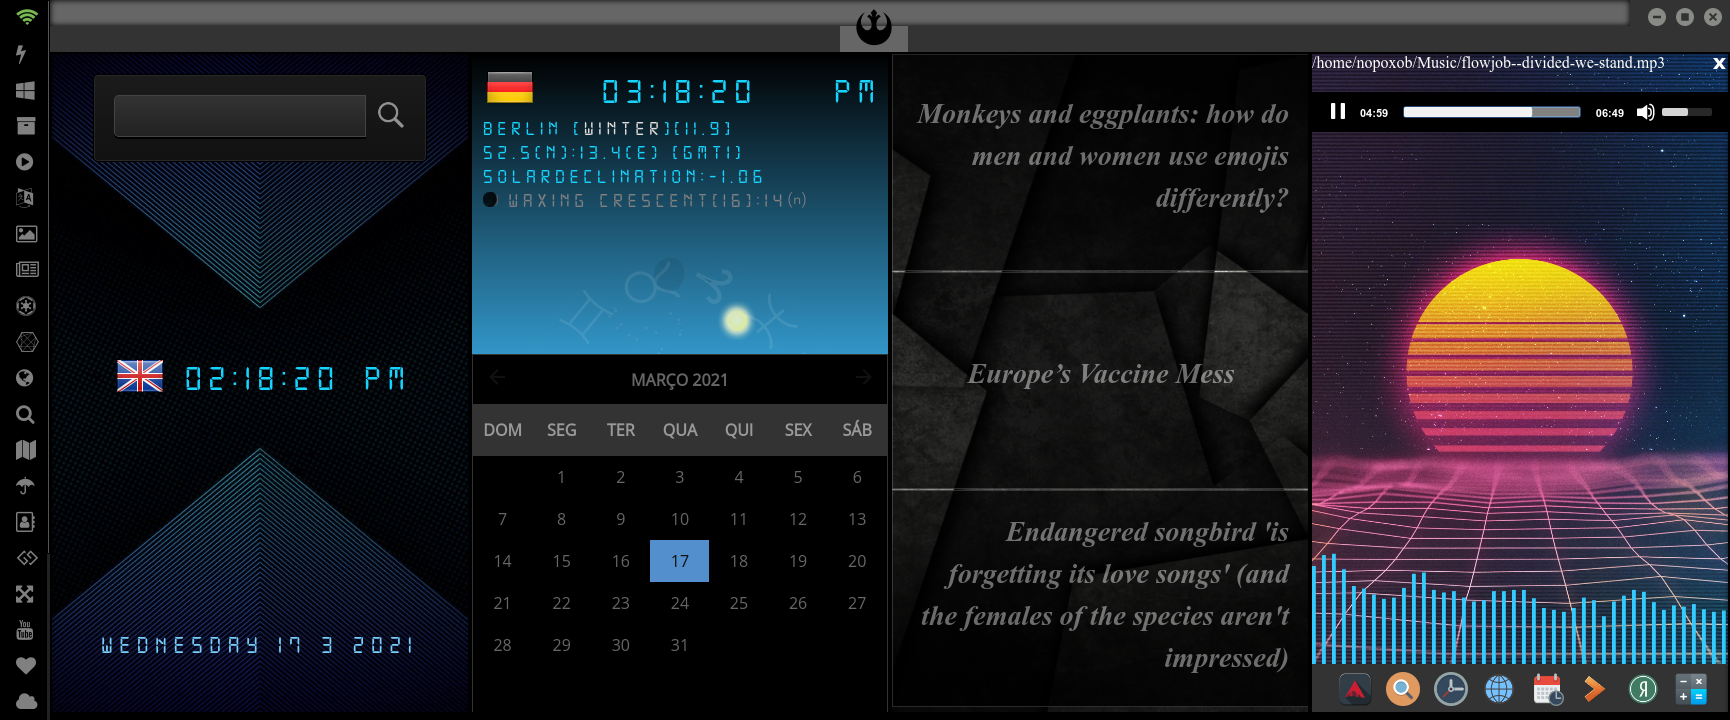 02:18:20 PM
WEDNESDAY 17 3 2021
03:18:20 PM
BERLIN [WINTER][11.9]
52.5(N):13.4(E) [GMT1]
SOLARDECLINATION:-1.06
WAXING CRESCENT[16]:14(n)
MARÇO 2021
DOM SEG TER QUA QUI SEX SÁB
1 2 3 4 5 6
7 8 9 10 11 12 13
14 15 16 17 18 19 20
21 22 23 24 25 26 27
28 29 30 31
Monkeys and eggplants: how do
men and women use emojis
differently?
Europe’s Vaccine Mess
Endangered songbird 'is
forgetting its love songs' (and
the females of the species aren't
impressed)
/home/nopoxob/Music/flowjob--divided-we-stand.mp3 x
04:59 06:49
You
Tube
Я